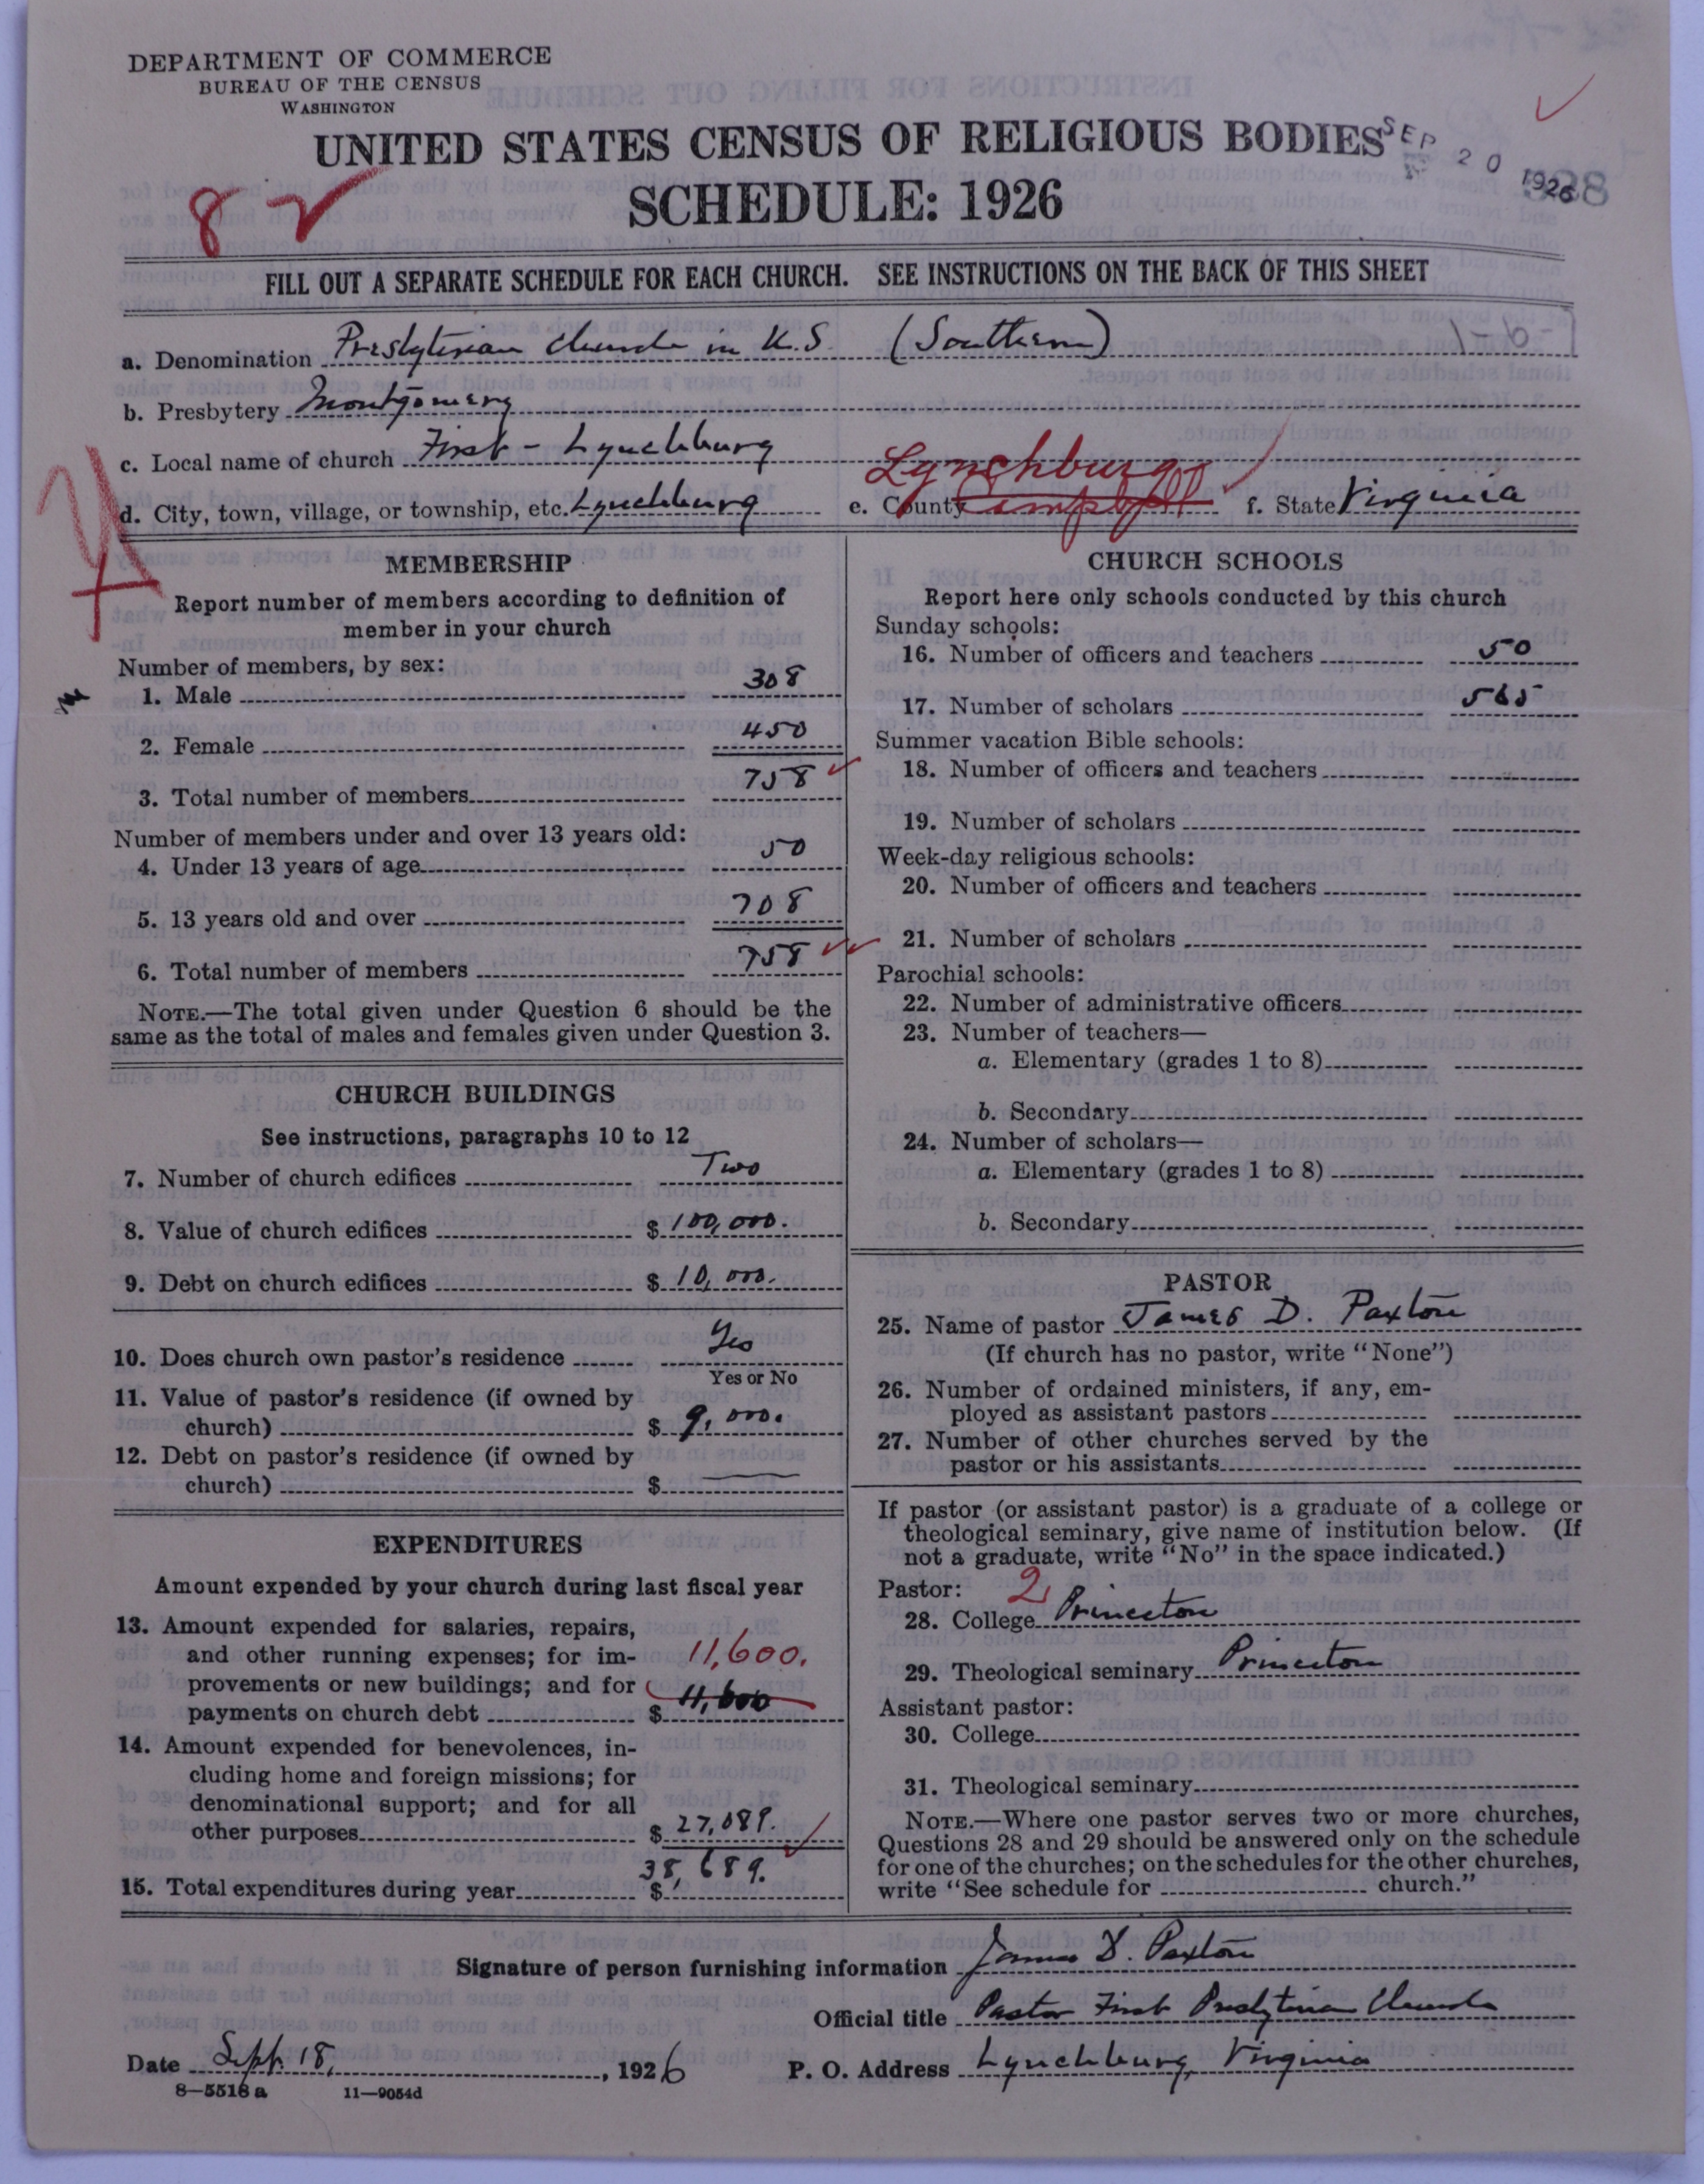 DEPARTMENT OF COMMERCE
BUREAU OF THE CENSUS
WASHINGTON
UNITED STATES CENSUS OF RELIGIOUS BODIES
SEP 20 1926
8
SCHEDULE: 1926
FILL OUT A SEPARATE SCHEDULE FOR EACH CHURCH. SEE INSTRUCTIONS ON THE BACK OF THIS SHEET
a. Denomination Presbyterian Church in U.S. (Southern)
b. Presbytery Montgomery
c. Local name of church First - Lynchburg
Lynchburg
d. City, town, village, or township, etc. Lynchburg e. County Campbell f. State Virginia
MEMBERSHIP
Report number of members according to definition of
member in your church
Number of members, by sex:
1. Male 308
2. Female 450
3. Total number of members 758
Number of members under and over 13 years old:
4. Under 13 years of age 50
5. 13 years old and over 708
6. Total number of members 758
NOTE.—The total given under Question 6 should be the
same as the total of males and females given under Question 3.
CHURCH BUILDINGS
See instructions, paragraphs 10 to 12
7. Number of church edifices Two
8. Value of church edifices $100,000.
9. Debt on church edifices $10,000.
10. Does church own pastor's residence Yes
Yes or No
11. Value of pastor's residence (if owned by
church) $9,000.
12. Debt on pastor's residence (if owned by
church) $
EXPENDITURES
Amount expended by your church during last fiscal year
13. Amount expended for salaries, repairs,
and other running expenses; for im- 11,600.
provements or new buildings; and for
payments on church debt $11,600
14. Amount expended for benevolences, in-
cluding home and foreign missions; for
denominational support; and for all
other purposes $27,089.
15. Total expenditures during year $38,689.
CHURCH SCHOOLS
Report here only schools conducted by this church
Sunday schools:
16. Number of officers and teachers 50
17. Number of scholars 565
Summer vacation Bible schools:
18. Number of officers and teachers
19. Number of scholars
Week-day religious schools:
20. Number of officers and teachers
21. Number of scholars
Parochial schools:
22. Number of administrative officers
23. Number of teachers—
a. Elementary (grades 1 to 8)
b. Secondary
24. Number of scholars—
a. Elementary (grades 1 to 8)
b. Secondary
PASTOR
25. Name of pastor James D. Paxton
(If church has no pastor, write "None")
26. Number of ordained ministers, if any, em-
ployed as assistant pastors
27. Number of other churches served by the
pastor or his assistants
If pastor (or assistant pastor) is a graduate of a college or
theological seminary, give name of institution below. (If
not a graduate, write "No" in the space indicated.)
Pastor: 2
28. College Princeton
29. Theological seminary Princeton
Assistant pastor:
30. College
31. Theological seminary
NOTE.—Where one pastor serves two or more churches,
Questions 28 and 29 should be answered only on the schedule
for one of the churches; on the schedules for the other churches,
write "See schedule for church."
Signature of person furnishing information James D. Paxton
Official title Pastor First Presbyterian Church
Date Sept. 18, 1926 P. O. Address Lynchburg, Virginia
8—5518a 11—9054d